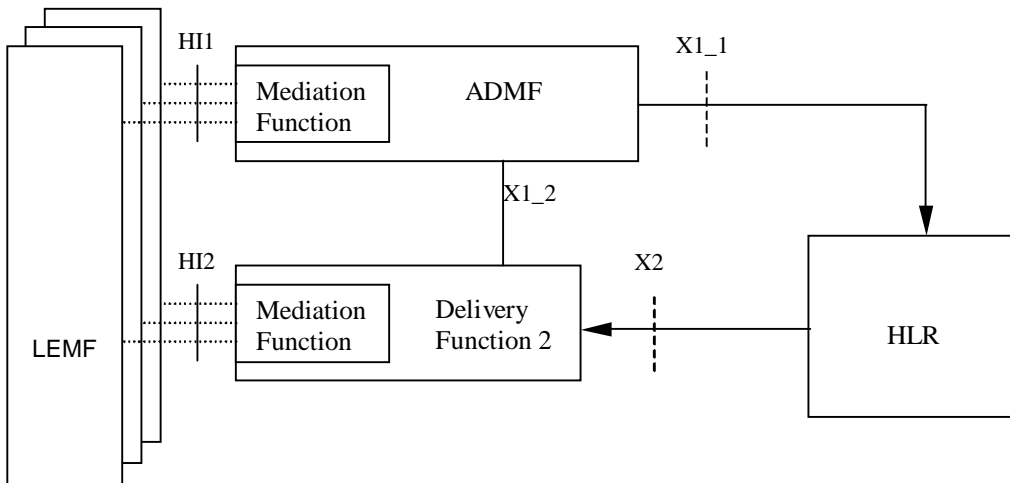 HI1
X1_1
Mediation
Function
ADMF
X1_2
HI2
X2
Mediation
Function
Delivery
Function 2
LEMF
HLR